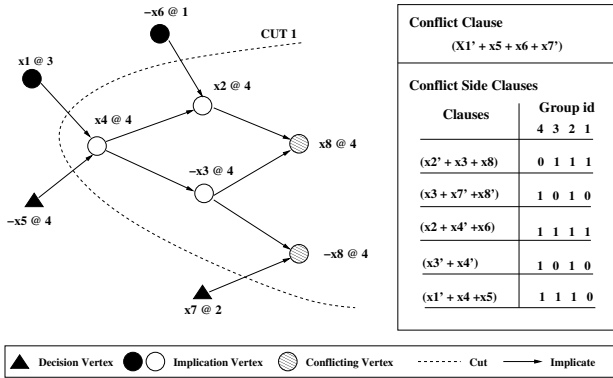 −x6 @ 1
CUT 1
x1 @ 3
x2 @ 4
x4 @ 4
x8 @ 4
−x3 @ 4
−x5 @ 4
−x8 @ 4
x7 @ 2
Conflict Clause
(X1' + x5 + x6 + x7')
Conflict Side Clauses
Clauses Group id
4 3 2 1
(x2' + x3 + x8) 0 1 1 1
(x3 + x7' +x8') 1 0 1 0
(x2 + x4' +x6) 1 1 1 1
(x3' + x4') 1 0 1 0
(x1' + x4 +x5) 1 1 1 0
Decision Vertex Implication Vertex Conflicting Vertex Cut Implicate